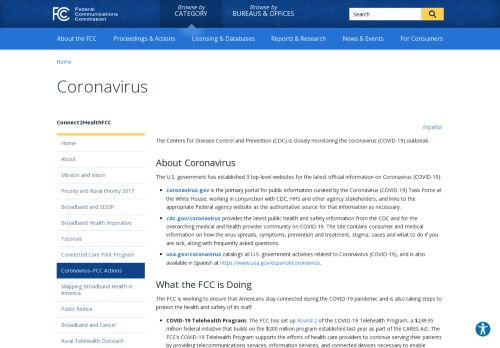 FCC Federal Communications Commission
Browse by CATEGORY
Browse by BUREAUS & OFFICES
Search
About the FCC Proceedings & Actions Licensing & Databases Reports & Research News & Events For Consumers
Home
Coronavirus
Connect2HealthFCC
Home
About
Mission and Vision
Priority and Rural Priority 2017
Broadband and SDOH
Broadband Health Imperative
Tutorials
Connected Care Pilot Program
Coronavirus–FCC Actions
Mapping Broadband Health in America
Public Notice
Broadband and Cancer
Rural Telehealth Outreach
Español
The Centers for Disease Control and Prevention (CDC) is closely monitoring the coronavirus (COVID-19) outbreak.
About Coronavirus
The U.S. government has established 3 top-level websites for the latest official information on Coronavirus (COVID-19).
coronavirus.gov is the primary portal for public information curated by the Coronavirus (COVID-19) Task Force at
the White House, working in conjunction with CDC, HHS and other agency stakeholders, and links to the
appropriate Federal agency website as the authoritative source for that information as necessary.
cdc.gov/coronavirus provides the latest public health and safety information from the CDC and for the
overarching medical and health provider community on COVID-19. The site contains consumer and medical
information on how the virus spreads, symptoms, prevention and treatment, stigma, cases and what to do if you
are sick, along with frequently asked questions.
usa.gov/coronavirus catalogs all U.S. government activities related to Coronavirus (COVID-19), and is also
available in Spanish at https://www.usa.gov/espanol/coronavirus.
What the FCC is Doing
The FCC is working to ensure that Americans stay connected during the COVID-19 pandemic and is also taking steps to
protect the health and safety of its staff.
COVID-19 Telehealth Program: The FCC has set up Round 2 of the COVID-19 Telehealth Program, a $249.95
million federal initiative that builds on the $200 million program established last year as part of the CARES Act. The
FCC's COVID-19 Telehealth Program supports the efforts of health care providers to continue serving their patients
by providing telecommunications services, information services, and connected devices necessary to enable